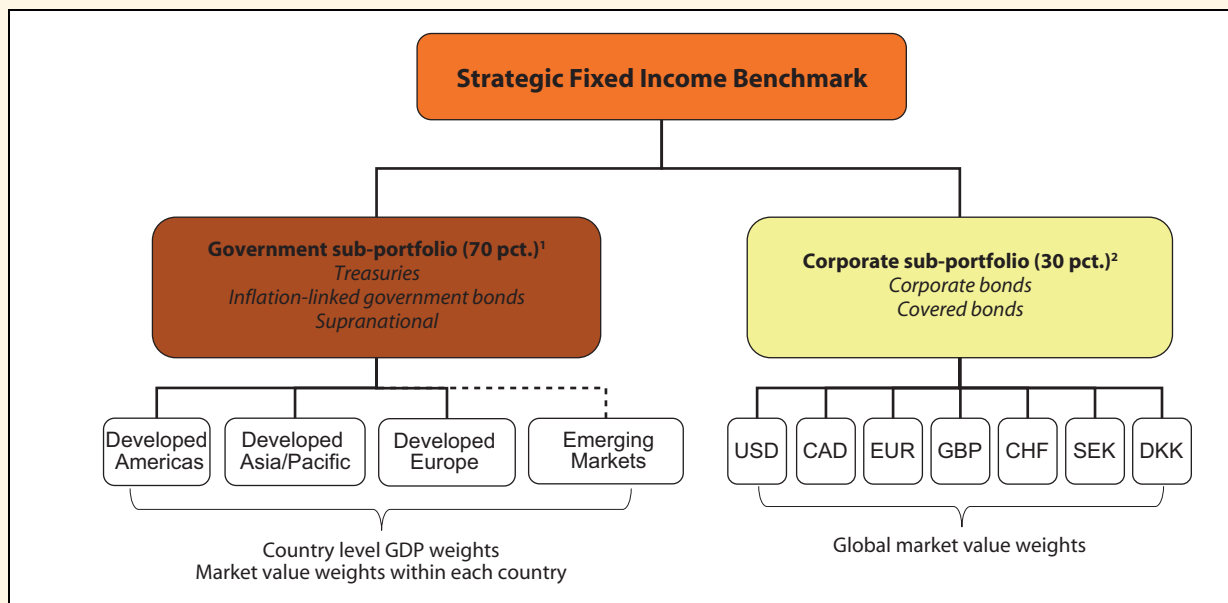 Strategic Fixed Income Benchmark
Government sub-portfolio (70 pct.)¹
Treasuries
Inflation-linked government bonds
Supranational
Corporate sub-portfolio (30 pct.)²
Corporate bonds
Covered bonds
Developed
Americas
Developed
Asia/Pacific
Developed
Europe
Emerging
Markets
USD
CAD
EUR
GBP
CHF
SEK
DKK
Country level GDP weights
Market value weights within each country
Global market value weights